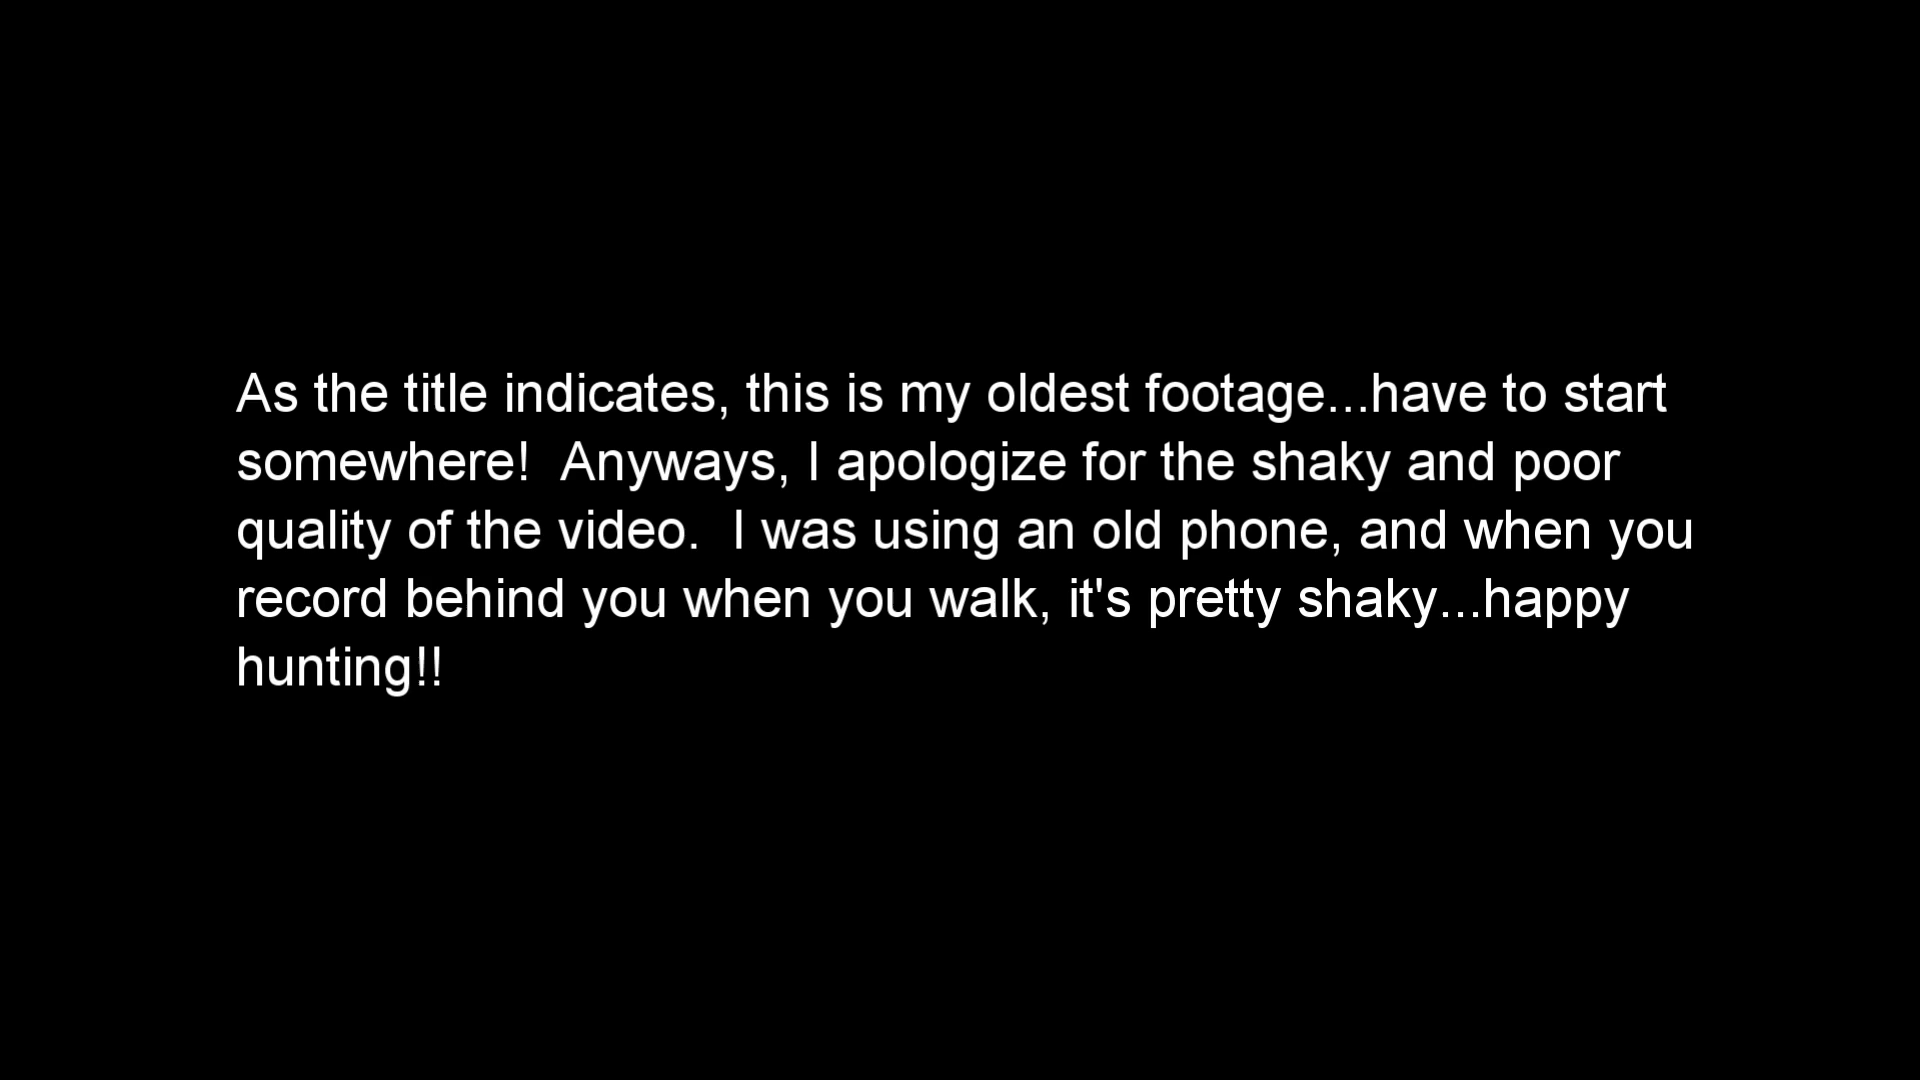 As the title indicates, this is my oldest footage...have to start
somewhere!  Anyways, I apologize for the shaky and poor
quality of the video.  I was using an old phone, and when you
record behind you when you walk, it's pretty shaky...happy
hunting!!